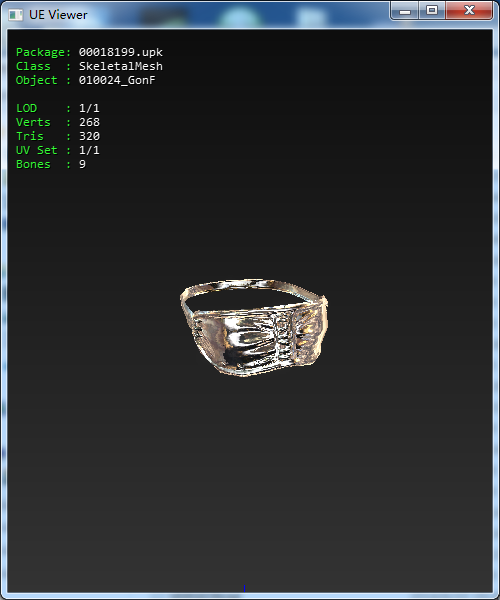 UE Viewer
Package: 00018199.upk
Class : SkeletalMesh
Object : 010024_GonF
LOD : 1/1
Verts : 268
Tris : 320
UV Set : 1/1
Bones : 9